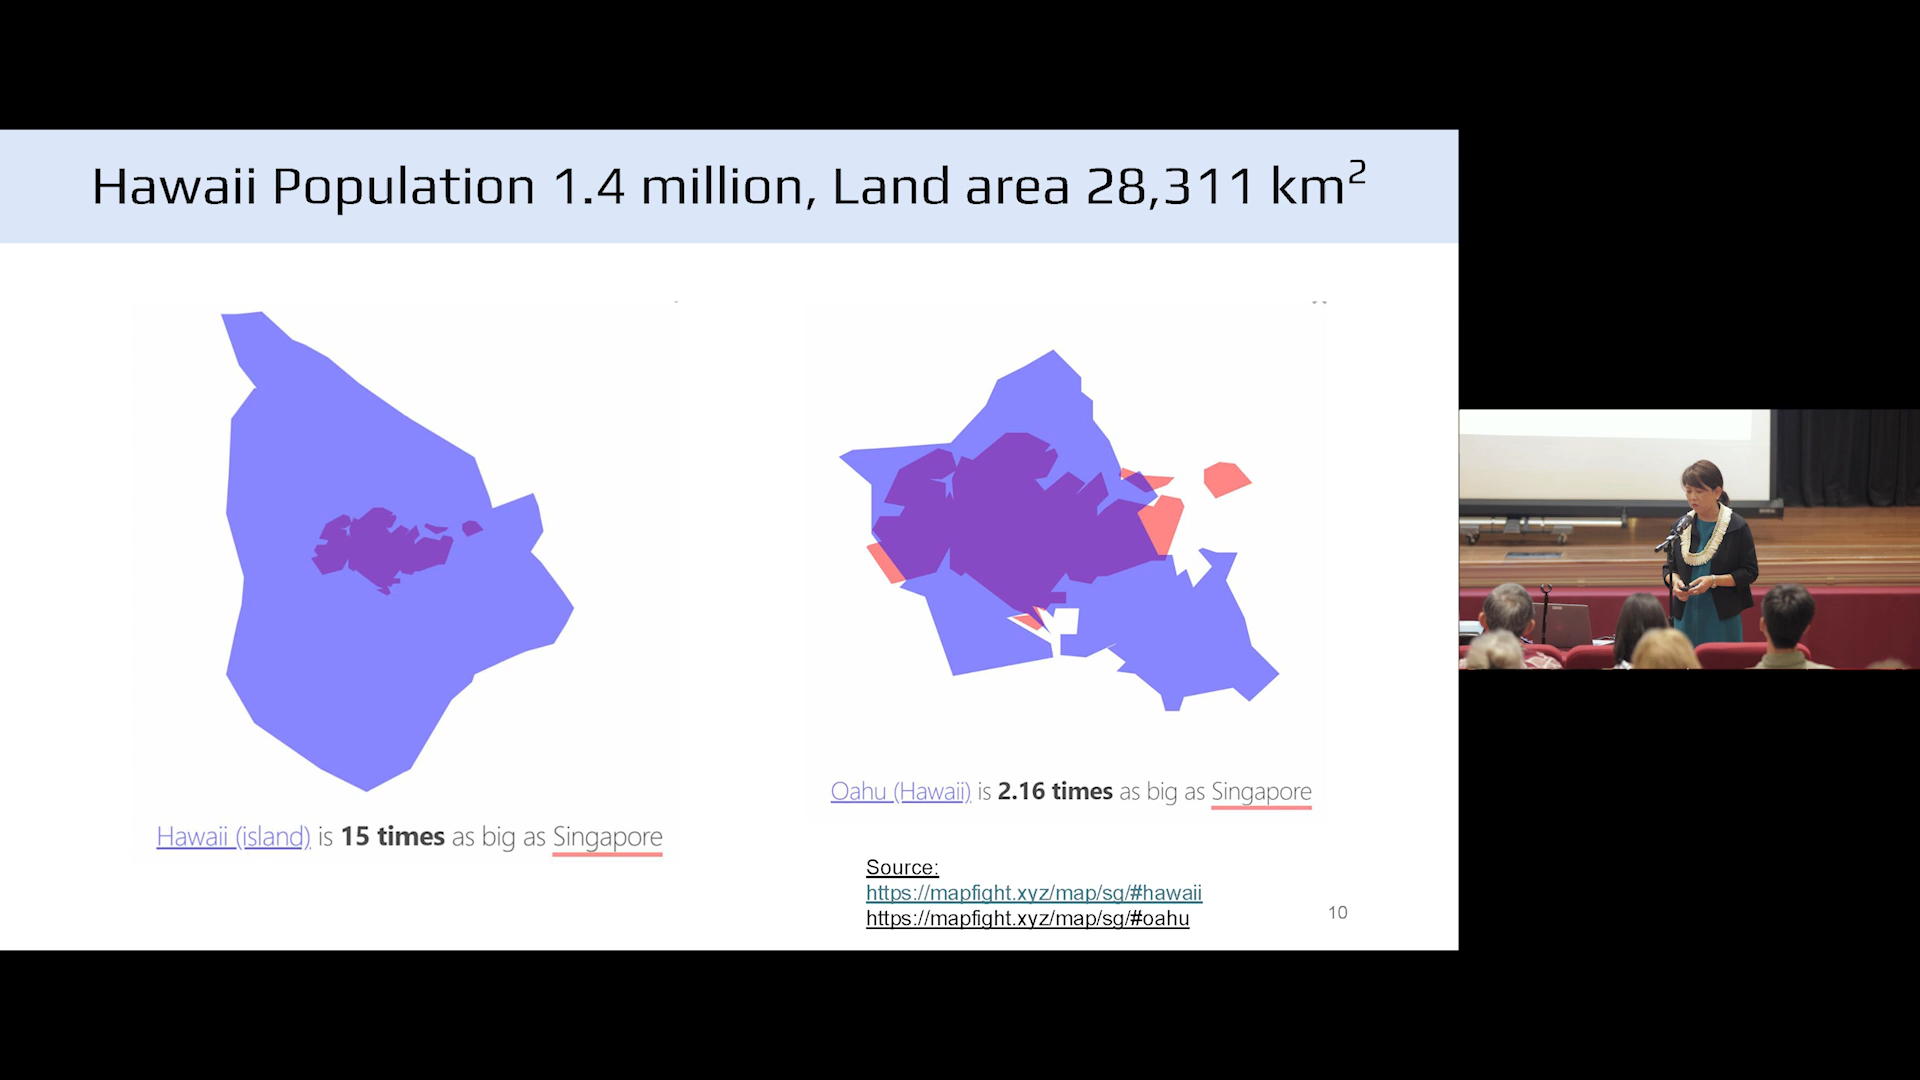 Hawaii Population 1.4 million, Land area 28,311 km²
Hawaii (island) is 15 times as big as Singapore
Oahu (Hawaii) is 2.16 times as big as Singapore
Source:
https://mapfight.xyz/map/sg/#hawaii
https://mapfight.xyz/map/sg/#oahu
10